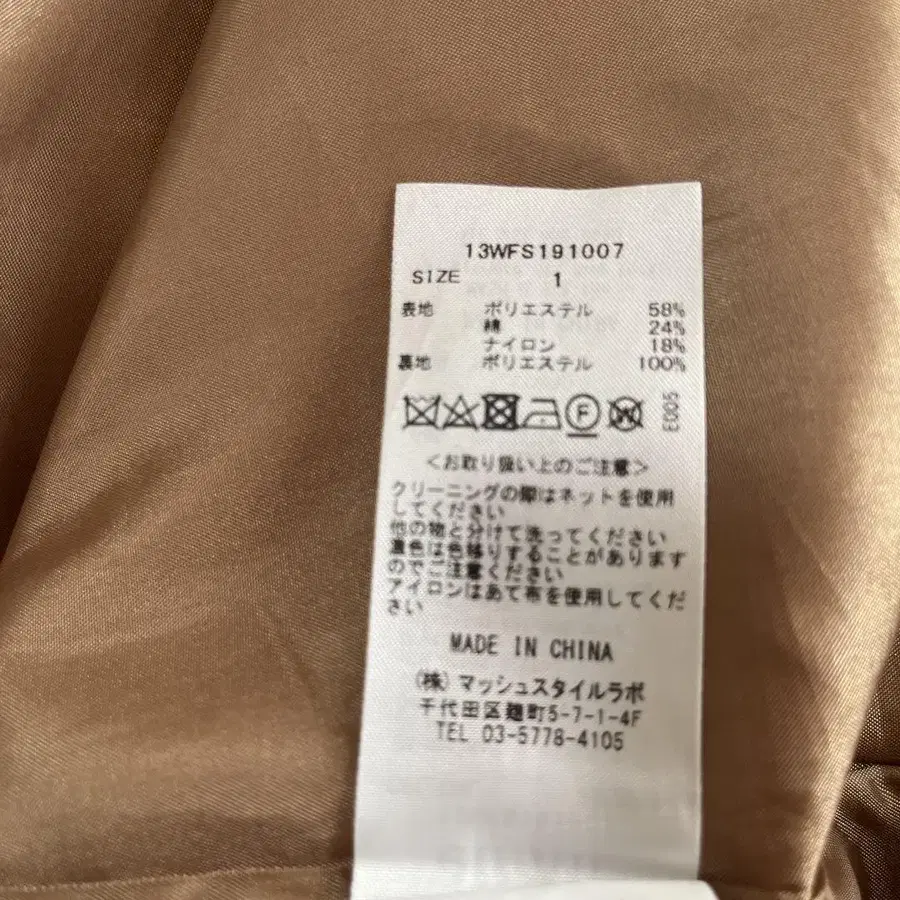 13WFS191007
SIZE 1
表地 ポリエステル 58%
綿 24%
ナイロン 18%
裏地 ポリエステル 100%
F W E005
<お取り扱い上のご注意>
クリーニングの際はネットを使用
してください
他の物と分けて洗ってください
濃色は色移りすることがあります
のでご注意ください
アイロンはあて布を使用してくだ
さい
MADE IN CHINA
(株)マッシュスタイルラボ
千代田区麹町5-7-1-4F
TEL 03-5778-4105